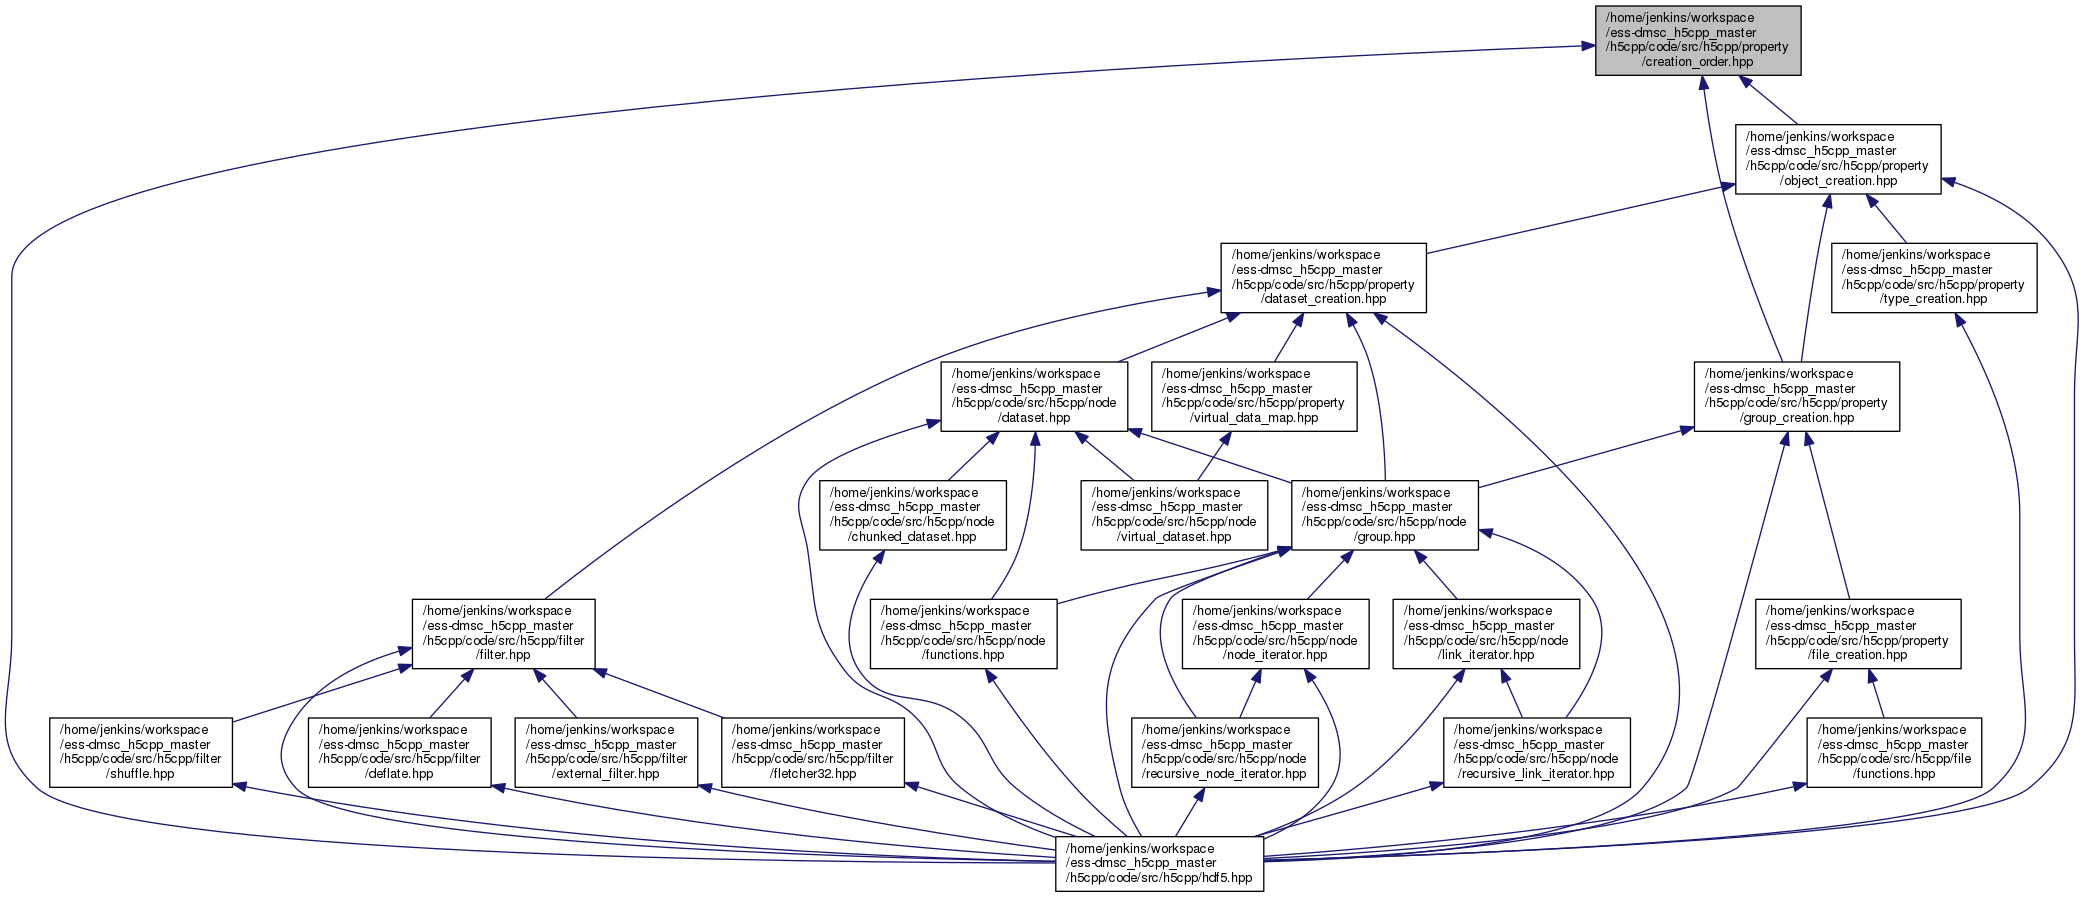 /home/jenkins/workspace
/ess-dmsc_h5cpp_master
/h5cpp/code/src/h5cpp/property
/creation_order.hpp
/home/jenkins/workspace
/ess-dmsc_h5cpp_master
/h5cpp/code/src/h5cpp/property
/object_creation.hpp
/home/jenkins/workspace
/ess-dmsc_h5cpp_master
/h5cpp/code/src/h5cpp/property
/dataset_creation.hpp
/home/jenkins/workspace
/ess-dmsc_h5cpp_master
/h5cpp/code/src/h5cpp/property
/type_creation.hpp
/home/jenkins/workspace
/ess-dmsc_h5cpp_master
/h5cpp/code/src/h5cpp/node
/dataset.hpp
/home/jenkins/workspace
/ess-dmsc_h5cpp_master
/h5cpp/code/src/h5cpp/property
/virtual_data_map.hpp
/home/jenkins/workspace
/ess-dmsc_h5cpp_master
/h5cpp/code/src/h5cpp/property
/group_creation.hpp
/home/jenkins/workspace
/ess-dmsc_h5cpp_master
/h5cpp/code/src/h5cpp/node
/chunked_dataset.hpp
/home/jenkins/workspace
/ess-dmsc_h5cpp_master
/h5cpp/code/src/h5cpp/node
/virtual_dataset.hpp
/home/jenkins/workspace
/ess-dmsc_h5cpp_master
/h5cpp/code/src/h5cpp/node
/group.hpp
/home/jenkins/workspace
/ess-dmsc_h5cpp_master
/h5cpp/code/src/h5cpp/filter
/filter.hpp
/home/jenkins/workspace
/ess-dmsc_h5cpp_master
/h5cpp/code/src/h5cpp/node
/functions.hpp
/home/jenkins/workspace
/ess-dmsc_h5cpp_master
/h5cpp/code/src/h5cpp/node
/node_iterator.hpp
/home/jenkins/workspace
/ess-dmsc_h5cpp_master
/h5cpp/code/src/h5cpp/node
/link_iterator.hpp
/home/jenkins/workspace
/ess-dmsc_h5cpp_master
/h5cpp/code/src/h5cpp/property
/file_creation.hpp
/home/jenkins/workspace
/ess-dmsc_h5cpp_master
/h5cpp/code/src/h5cpp/filter
/shuffle.hpp
/home/jenkins/workspace
/ess-dmsc_h5cpp_master
/h5cpp/code/src/h5cpp/filter
/deflate.hpp
/home/jenkins/workspace
/ess-dmsc_h5cpp_master
/h5cpp/code/src/h5cpp/filter
/external_filter.hpp
/home/jenkins/workspace
/ess-dmsc_h5cpp_master
/h5cpp/code/src/h5cpp/filter
/fletcher32.hpp
/home/jenkins/workspace
/ess-dmsc_h5cpp_master
/h5cpp/code/src/h5cpp/node
/recursive_node_iterator.hpp
/home/jenkins/workspace
/ess-dmsc_h5cpp_master
/h5cpp/code/src/h5cpp/node
/recursive_link_iterator.hpp
/home/jenkins/workspace
/ess-dmsc_h5cpp_master
/h5cpp/code/src/h5cpp/file
/functions.hpp
/home/jenkins/workspace
/ess-dmsc_h5cpp_master
/h5cpp/code/src/h5cpp/hdf5.hpp